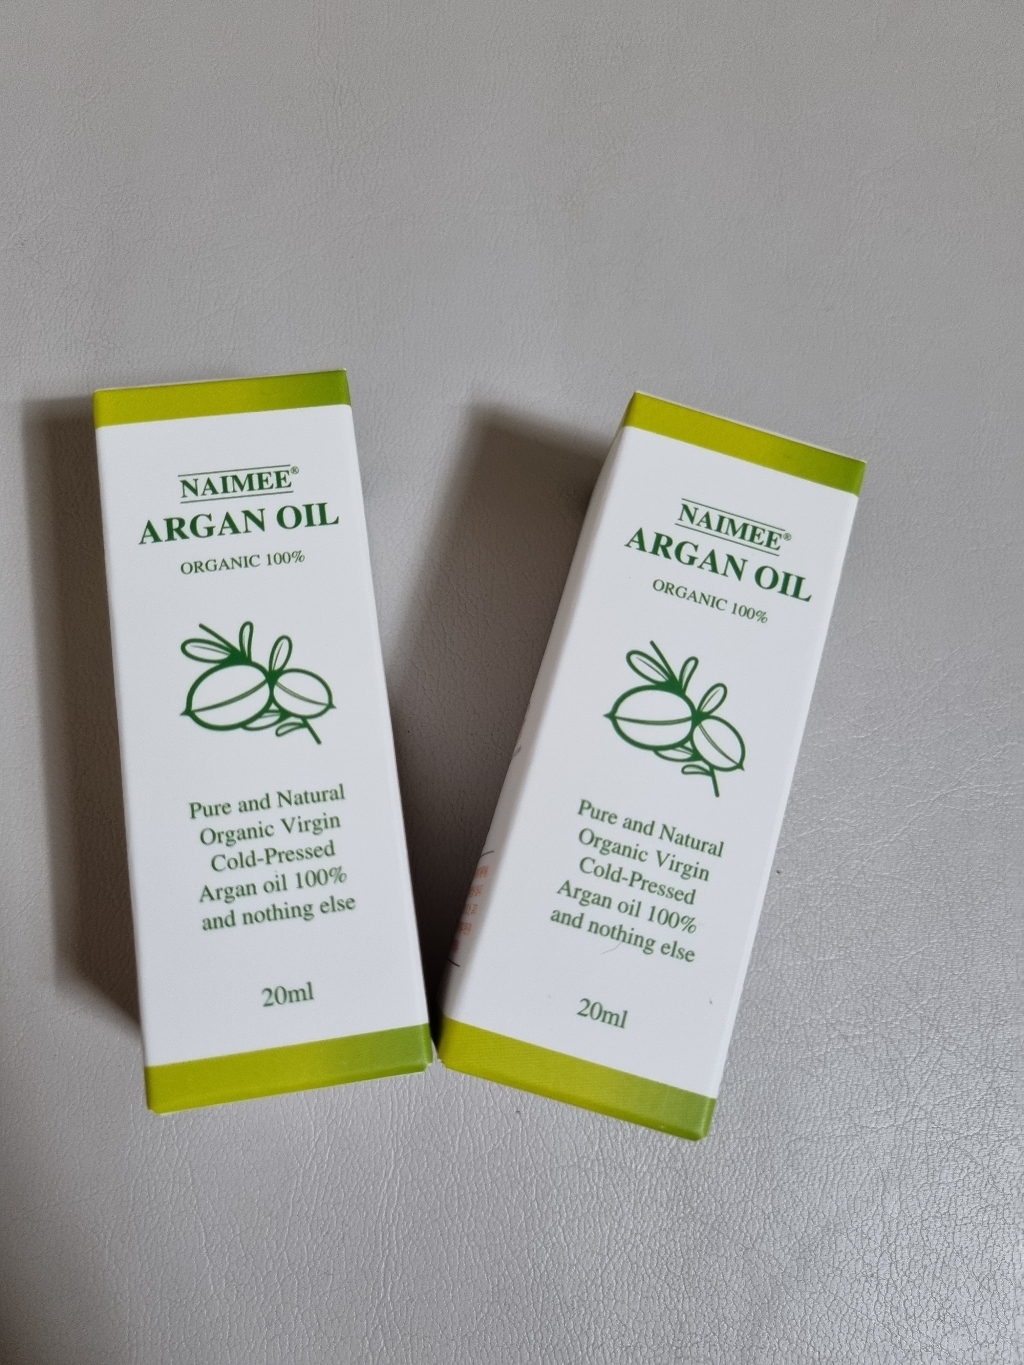 NAIMEE®
ARGAN OIL
ORGANIC 100%
Pure and Natural
Organic Virgin
Cold-Pressed
Argan oil 100%
and nothing else
20ml
NAIMEE®
ARGAN OIL
ORGANIC 100%
Pure and Natural
Organic Virgin
Cold-Pressed
Argan oil 100%
and nothing else
20ml